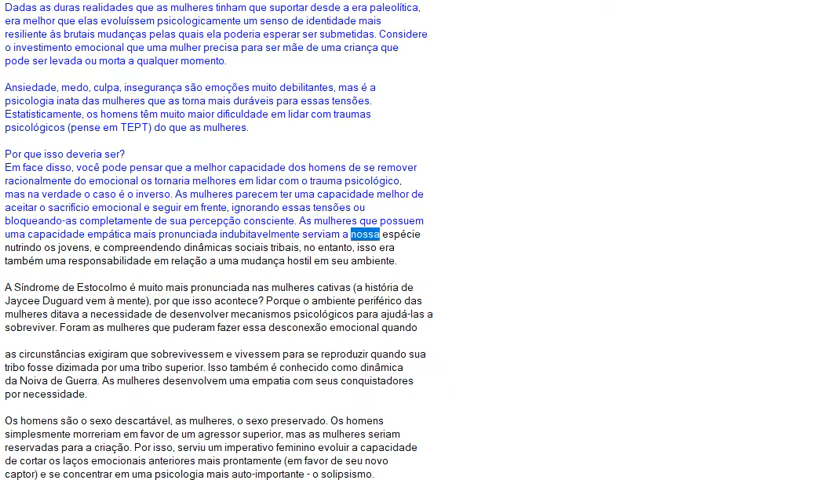 Dadas as duras realidades que as mulheres tinham que suportar desde a era paleolítica,
era melhor que elas evoluíssem psicologicamente um senso de identidade mais
resiliente às brutais mudanças pelas quais ela poderia esperar ser submetidas. Considere
o investimento emocional que uma mulher precisa para ser mãe de uma criança que
pode ser levada ou morta a qualquer momento.
Ansiedade, medo, culpa, insegurança são emoções muito debilitantes, mas é a
psicologia inata das mulheres que as torna mais duráveis para essas tensões.
Estatisticamente, os homens têm muito maior dificuldade em lidar com traumas
psicológicos (pense em TEPT) do que as mulheres.
Por que isso deveria ser?
Em face disso, você pode pensar que a melhor capacidade dos homens de se remover
racionalmente do emocional os tornaria melhores em lidar com o trauma psicológico,
mas na verdade o caso é o inverso. As mulheres parecem ter uma capacidade melhor de
aceitar o sacrifício emocional e seguir em frente, ignorando essas tensões ou
bloqueando-as completamente de sua percepção consciente. As mulheres que possuem
uma capacidade empática mais pronunciada indubitavelmente serviam a nossa espécie
nutrindo os jovens, e compreendendo dinâmicas sociais tribais, no entanto, isso era
também uma responsabilidade em relação a uma mudança hostil em seu ambiente.
A Síndrome de Estocolmo é muito mais pronunciada nas mulheres cativas (a história de
Jaycee Duguard vem à mente), por que isso acontece? Porque o ambiente periférico das
mulheres ditava a necessidade de desenvolver mecanismos psicológicos para ajudá-las a
sobreviver. Foram as mulheres que puderam fazer essa desconexão emocional quando
as circunstâncias exigiram que sobrevivessem e vivessem para se reproduzir quando sua
tribo fosse dizimada por uma tribo superior. Isso também é conhecido como dinâmica
da Noiva de Guerra. As mulheres desenvolvem uma empatia com seus conquistadores
por necessidade.
Os homens são o sexo descartável, as mulheres, o sexo preservado. Os homens
simplesmente morreriam em favor de um agressor superior, mas as mulheres seriam
reservadas para a criação. Por isso, serviu um imperativo feminino evoluir a capacidade
de cortar os laços emocionais anteriores mais prontamente (em favor de seu novo
captor) e se concentrar em uma psicologia mais auto-importante - o solipsismo.